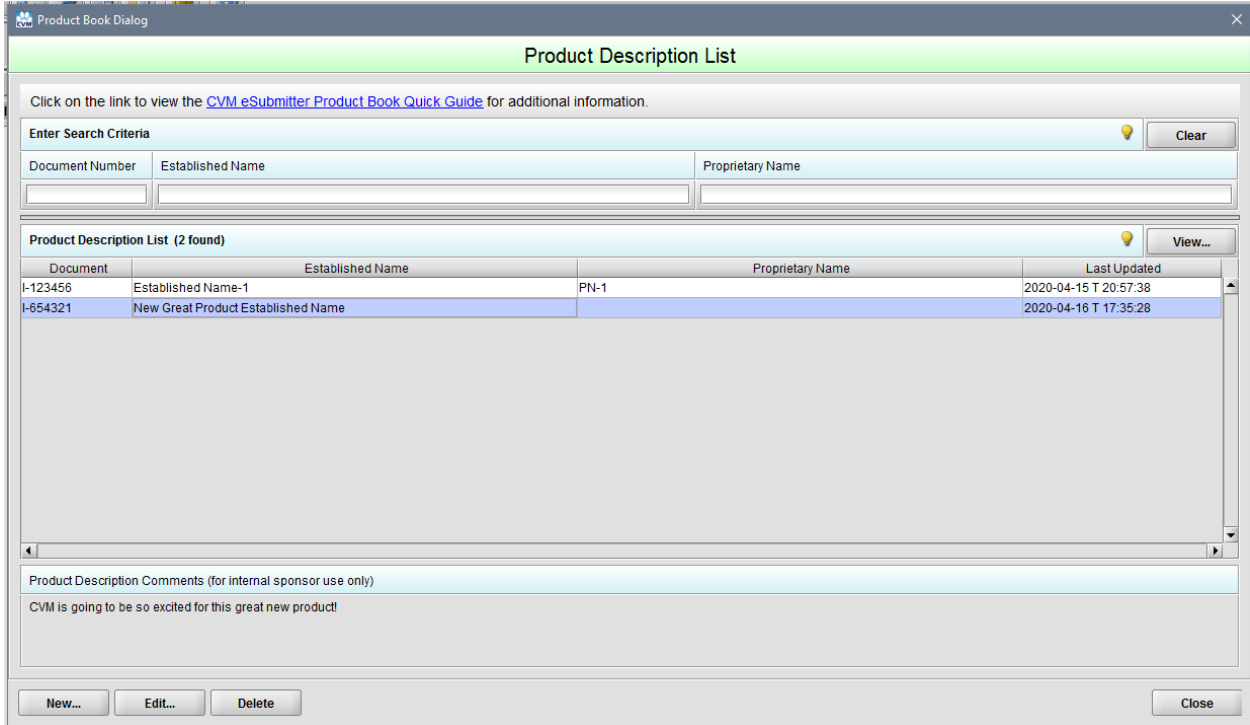 CVM Product Book Dialog
Product Description List
Click on the link to view the CVM eSubmitter Product Book Quick Guide for additional information.
Enter Search Criteria Clear
Document Number Established Name Proprietary Name
Product Description List (2 found) View...
Document Established Name Proprietary Name Last Updated
I-123456 Established Name-1 PN-1 2020-04-15 T 20:57:38
I-654321 New Great Product Established Name 2020-04-16 T 17:35:28
Product Description Comments (for internal sponsor use only)
CVM is going to be so excited for this great new product!
New... Edit... Delete Close